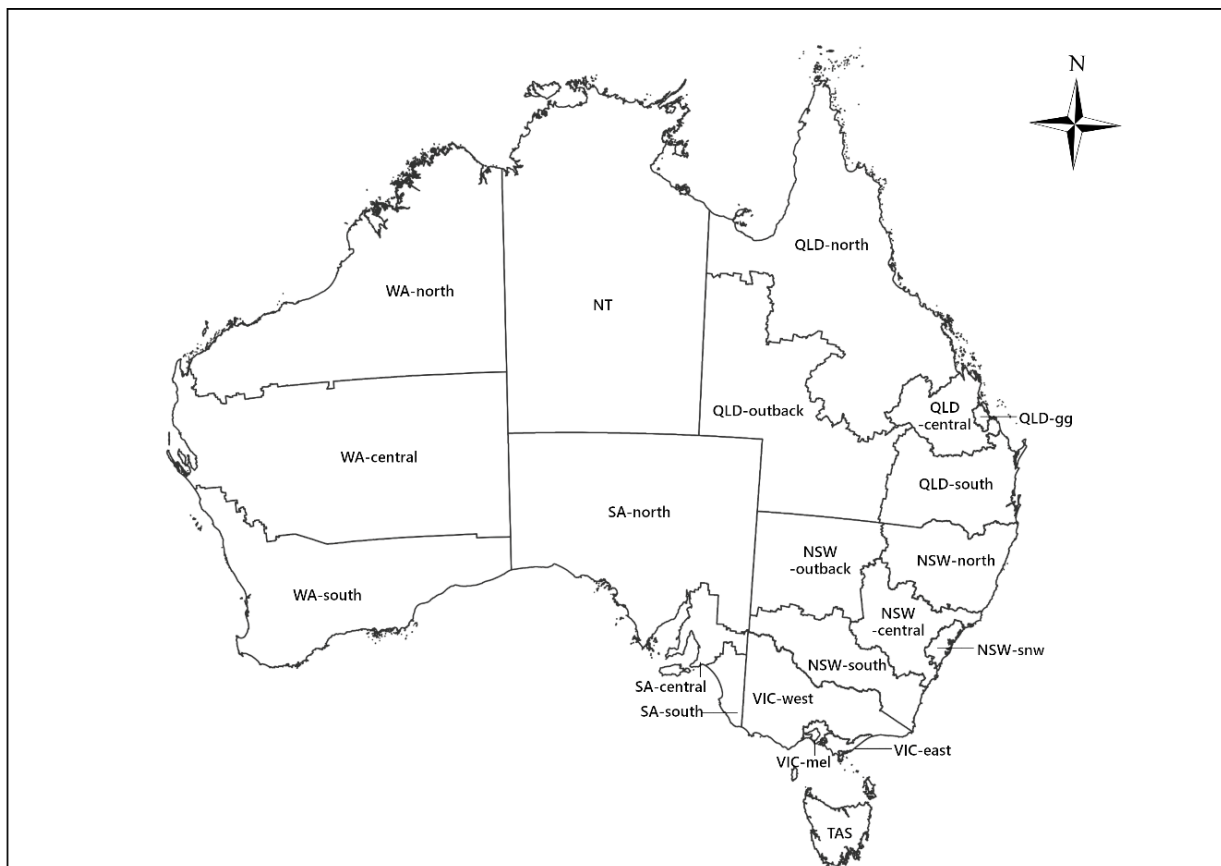 N
QLD-north
WA-north
NT
QLD-outback
QLD
-central
QLD-gg
WA-central
QLD-south
SA-north
NSW
-outback
NSW-north
WA-south
NSW
-central
NSW-snw
NSW-south
SA-central
VIC-west
SA-south
VIC-east
VIC-mel
TAS